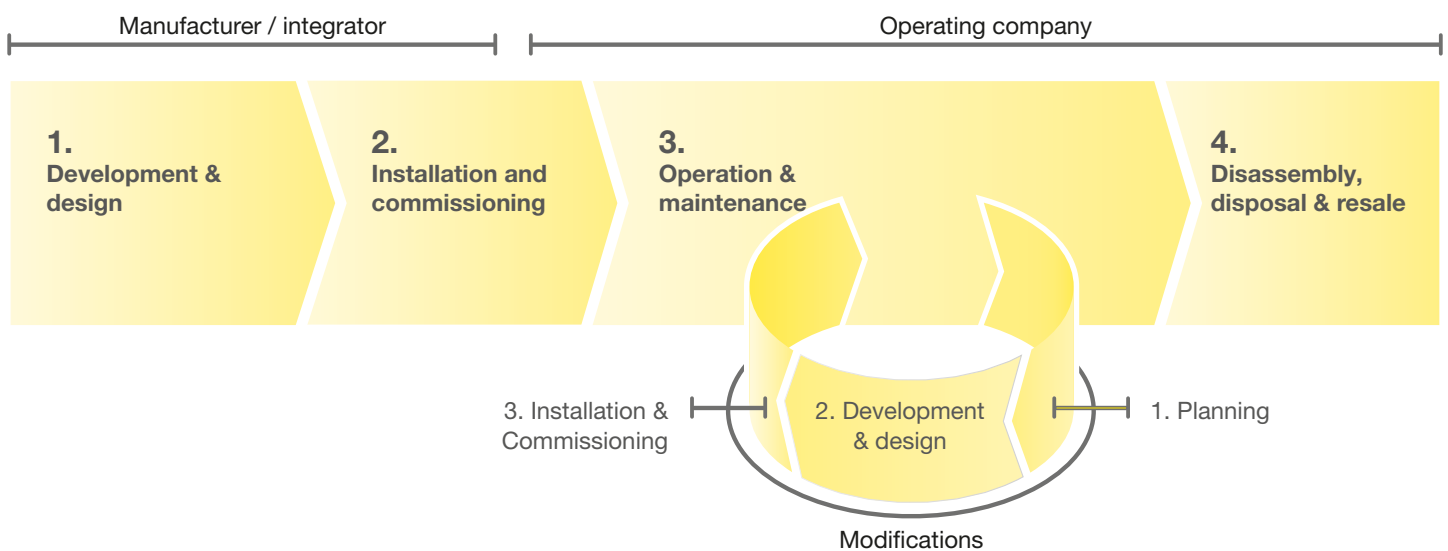 Manufacturer / integrator
Operating company
1.
Development &
design
2.
Installation and
commissioning
3.
Operation &
maintenance
4.
Disassembly,
disposal & resale
3. Installation &
Commissioning
2. Development
& design
1. Planning
Modifications